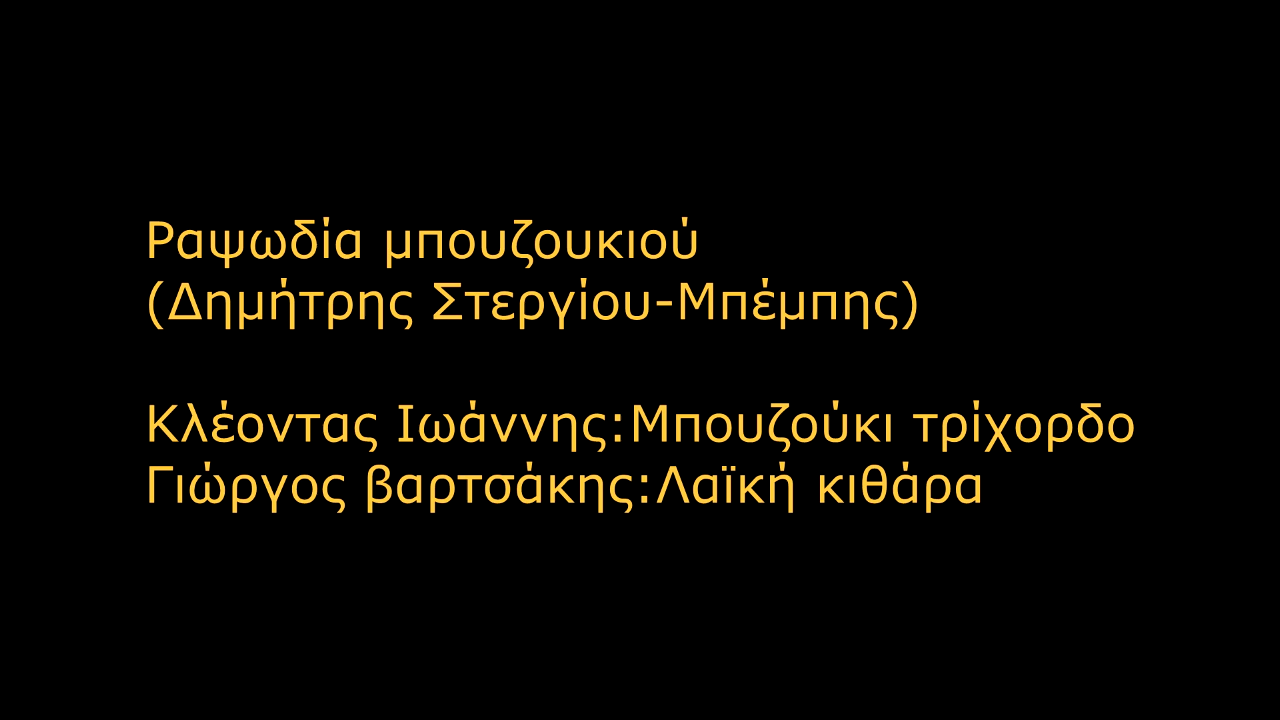 Ραψωδία μπουζουκιού
(Δημήτρης Στεργίου-Μπέμπης)
Κλέοντας Ιωάννης:Μπουζούκι τρίχορδο
Γιώργος βαρτσάκης:Λαϊκή κιθάρα